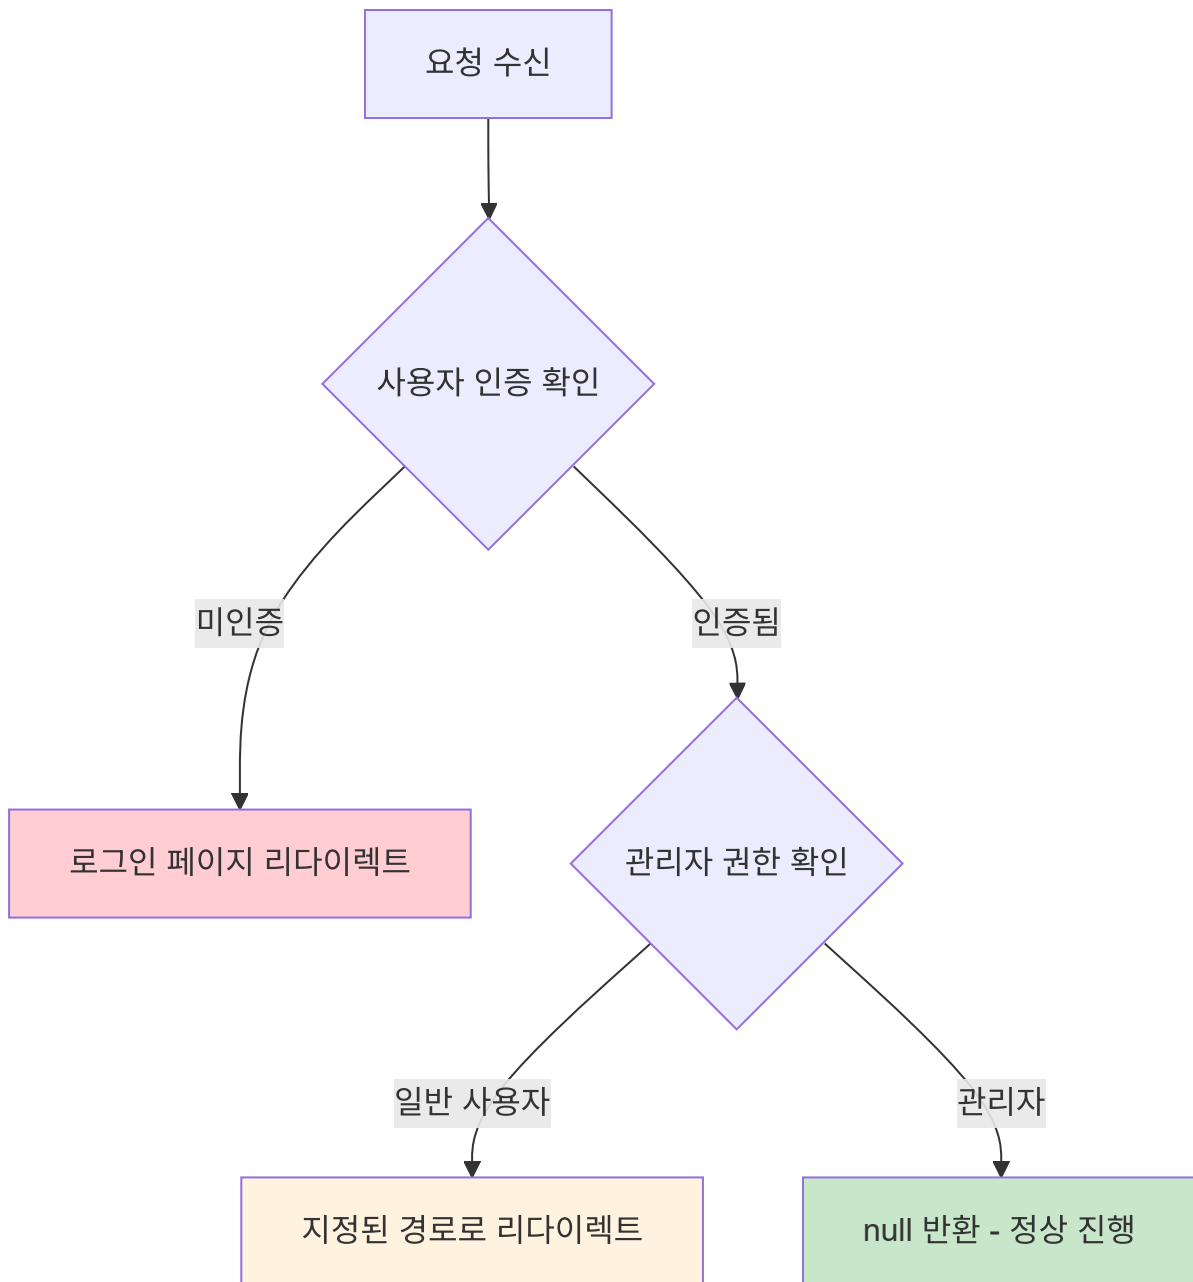 요청 수신
사용자 인증 확인
미인증
인증됨
로그인 페이지 리다이렉트
관리자 권한 확인
일반 사용자
관리자
지정된 경로로 리다이렉트
null 반환 - 정상 진행